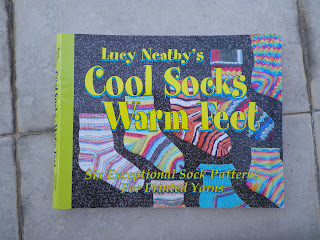 Lucy Neatby's
Cool Socks
Warm Feet
Six Exceptional Sock Patterns
For Printed Yarns